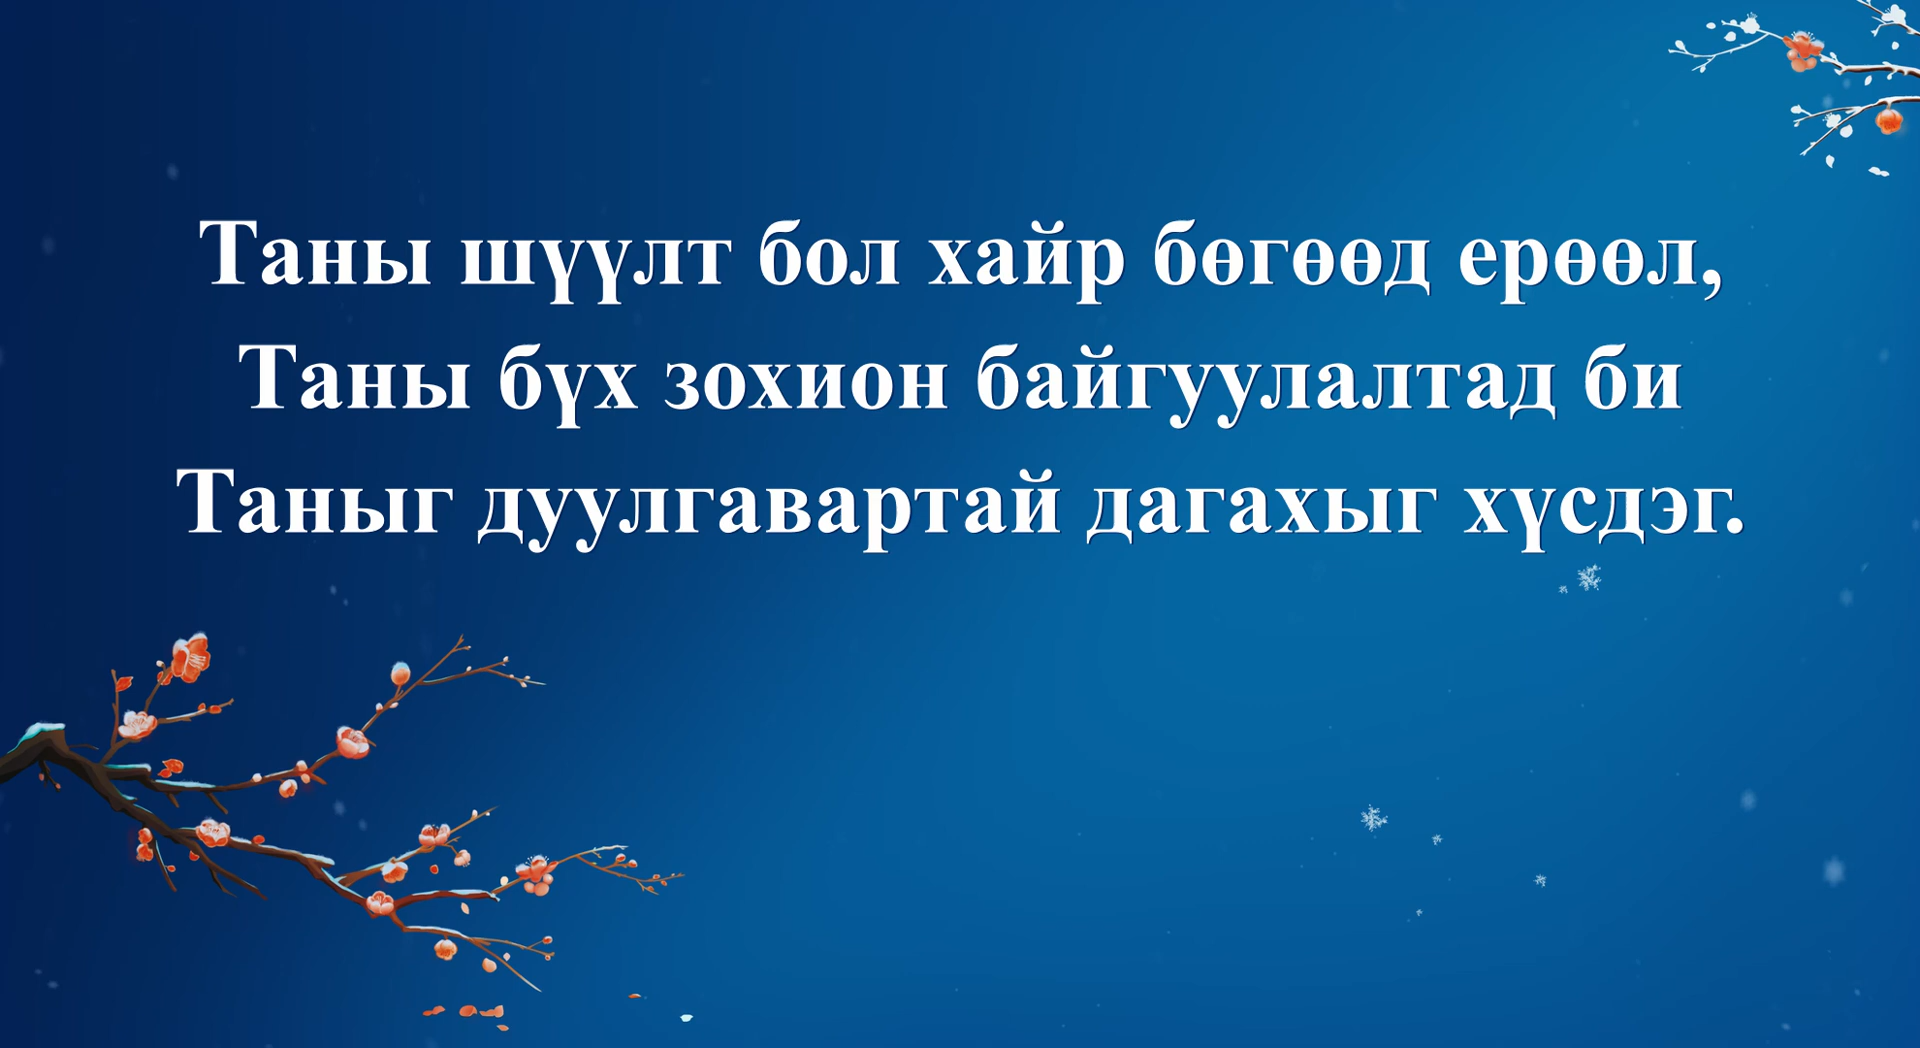 Таны шүүлт бол хайр бөгөөд ерөөл,
Таны бүх зохион байгуулалтад би
Таныг дуулгавартай дагахыг хүсдэг.